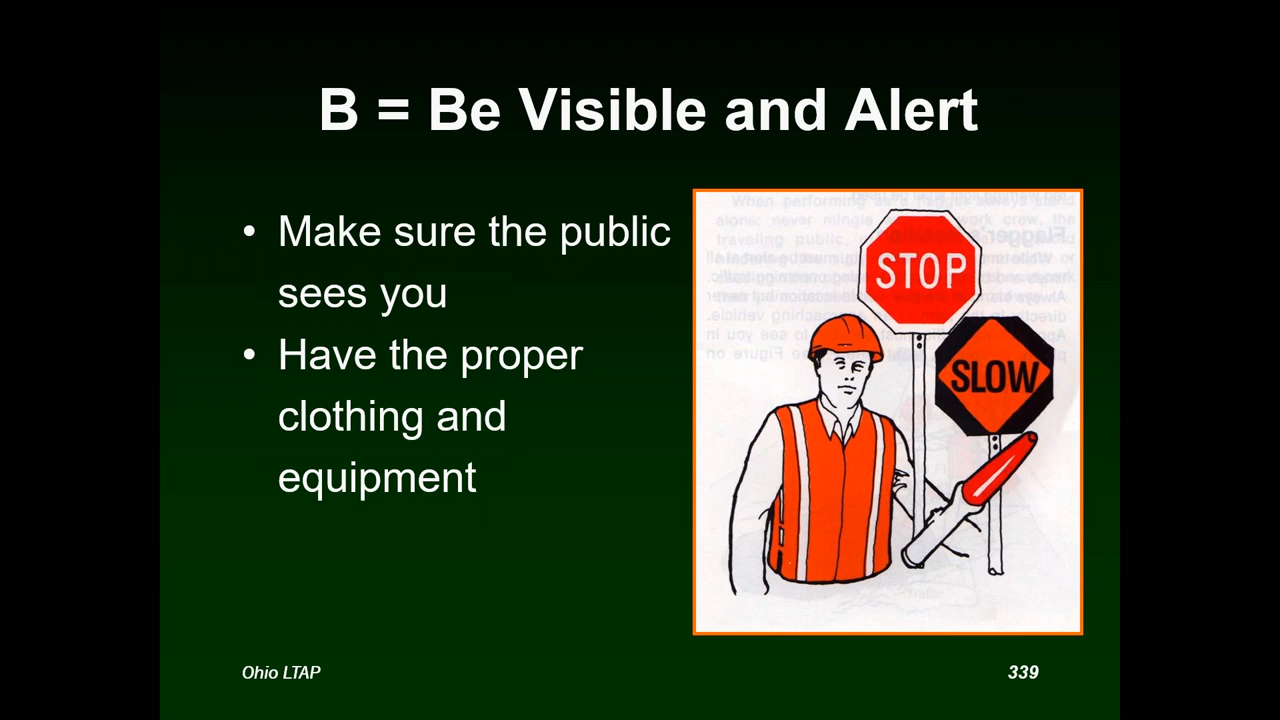 B = Be Visible and Alert
• Make sure the public
sees you
• Have the proper
clothing and
equipment
STOP
SLOW
Ohio LTAP
339